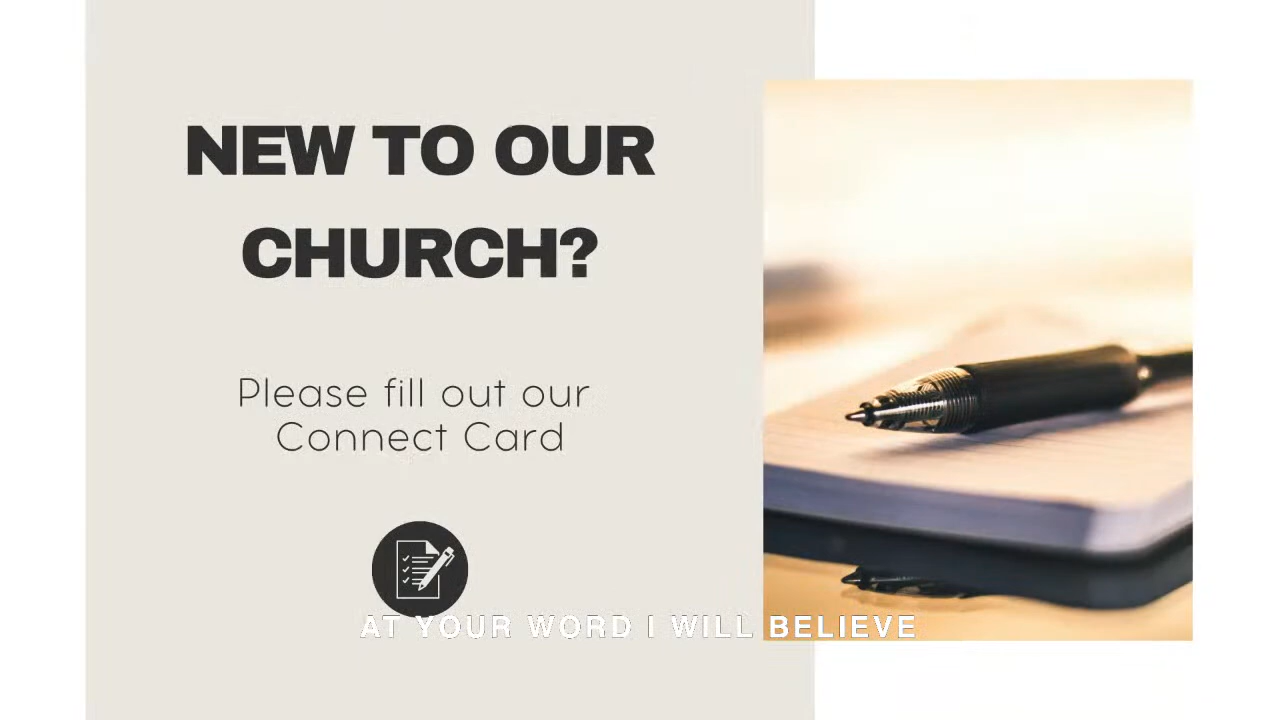 NEW TO OUR
CHURCH?
Please fill out our
Connect Card
AT YOUR WORD I WILL BELIEVE